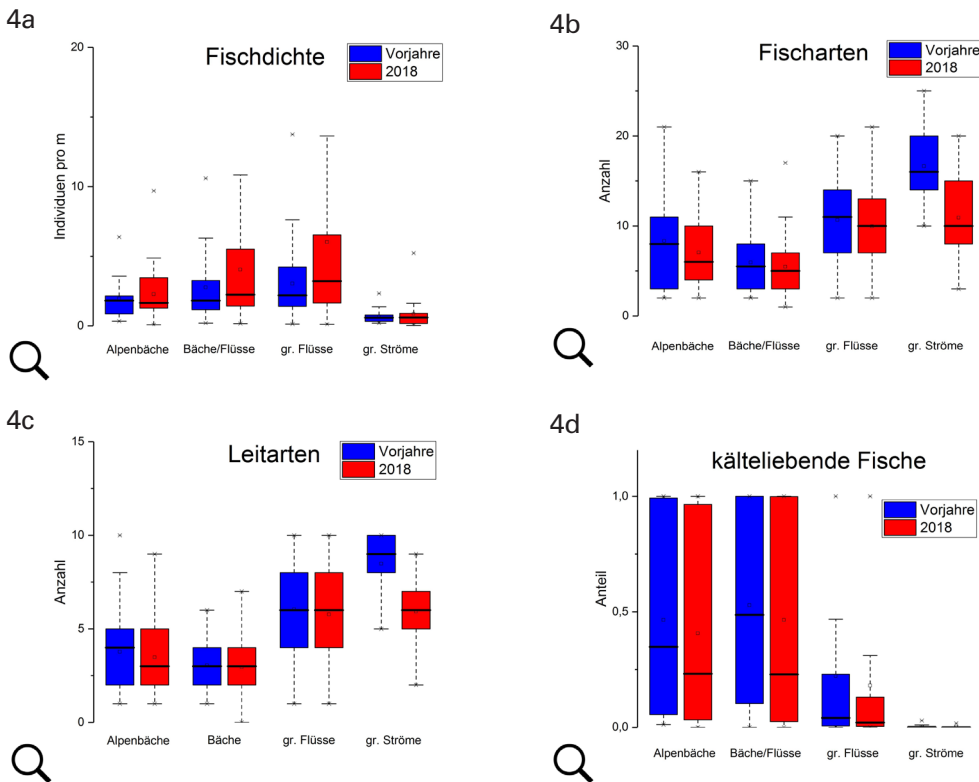 4a
Fischdichte
Vorjahre
2018
20
10
0
Individuen pro m
Alpenbäche Bäche/Flüsse gr. Flüsse gr. Ströme
4b
Fischarten
Vorjahre
2018
30
20
10
0
Anzahl
Alpenbäche Bäche/Flüsse gr. Flüsse gr. Ströme
4c
Leitarten
Vorjahre
2018
15
10
5
0
Anzahl
Alpenbäche Bäche gr. Flüsse gr. Ströme
4d
kälteliebende Fische
Vorjahre
2018
1,0
0,5
0,0
Anteil
Alpenbäche Bäche/Flüsse gr. Flüsse gr. Ströme